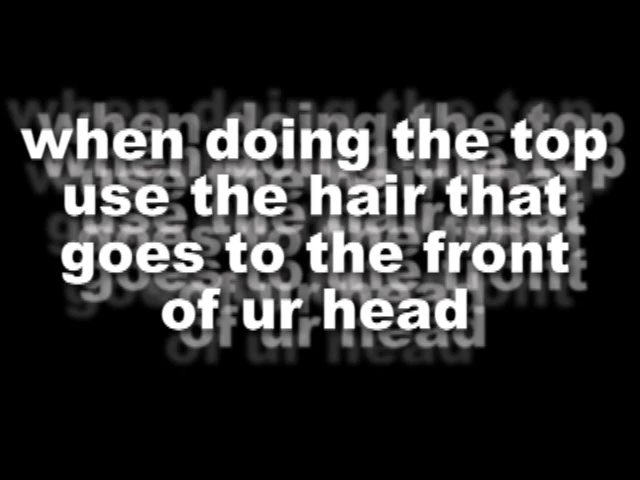 when doing the top
use the hair that
goes to the front
of ur head